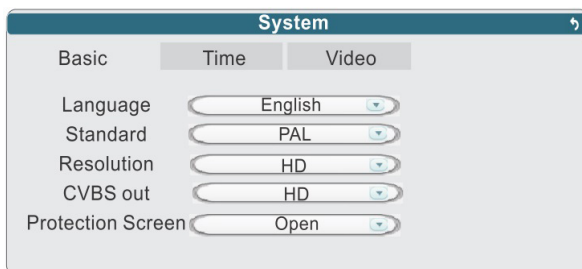 System
Basic Time Video
Language English
Standard PAL
Resolution HD
CVBS out HD
Protection Screen Open